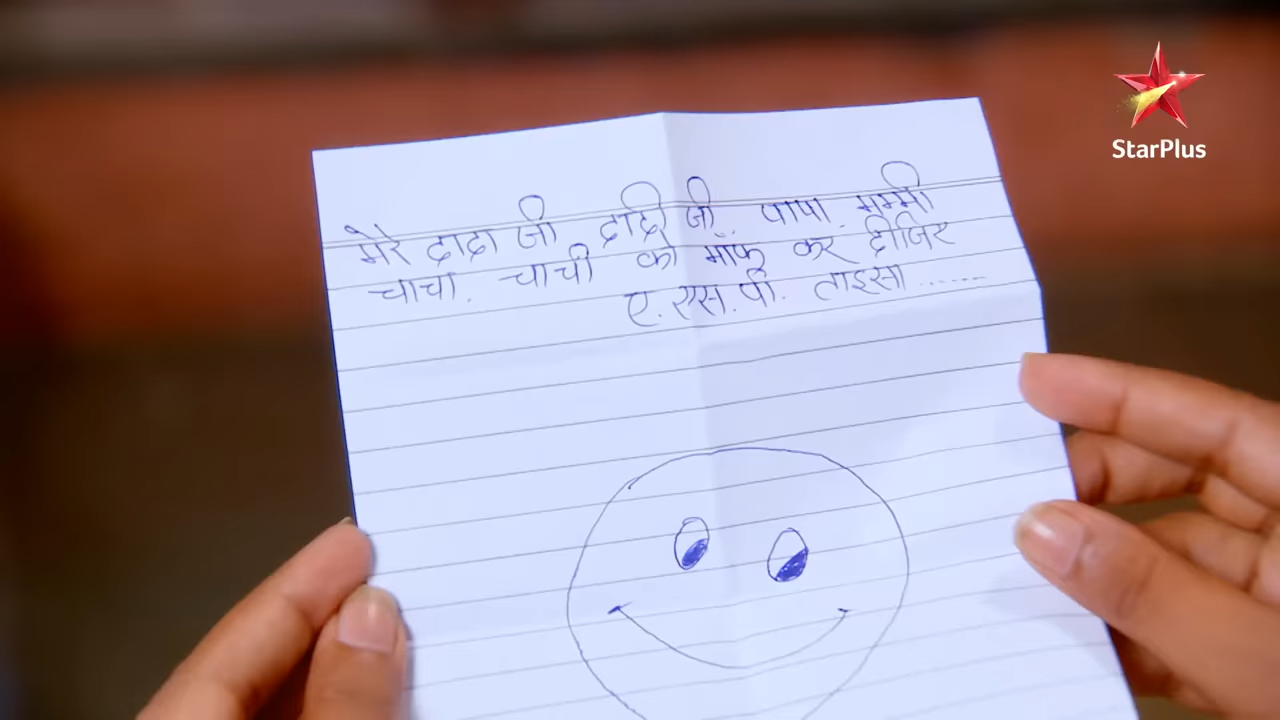 मेरे दादा जी दादि जी पापा मम्मी
चाचा. चाची को मॉफ कर दीजिए
ए.एस.पी. ताइसा ......
StarPlus